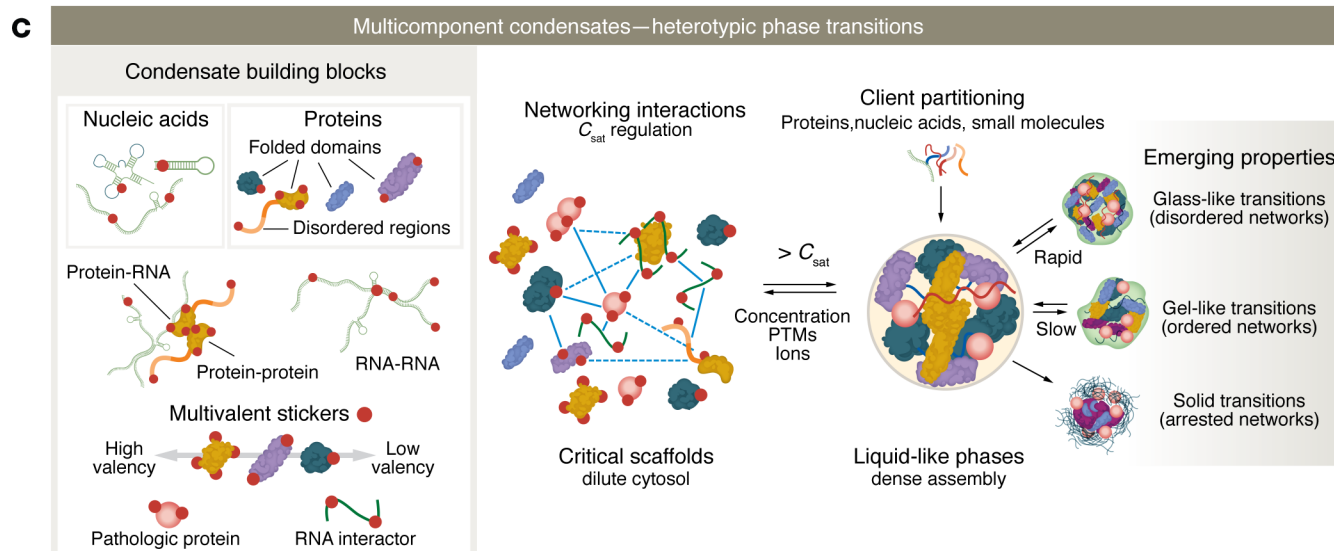 c
Multicomponent condensates—heterotypic phase transitions
Condensate building blocks
Nucleic acids
Proteins
Folded domains
Disordered regions
Protein-RNA
Protein-protein
RNA-RNA
Multivalent stickers
High
valency
Low
valency
Pathologic protein
RNA interactor
Networking interactions
Csat regulation
Critical scaffolds
dilute cytosol
> Csat
Concentration
PTMs
Ions
Client partitioning
Proteins,nucleic acids, small molecules
Liquid-like phases
dense assembly
Rapid
Slow
Emerging properties
Glass-like transitions
(disordered networks)
Gel-like transitions
(ordered networks)
Solid transitions
(arrested networks)